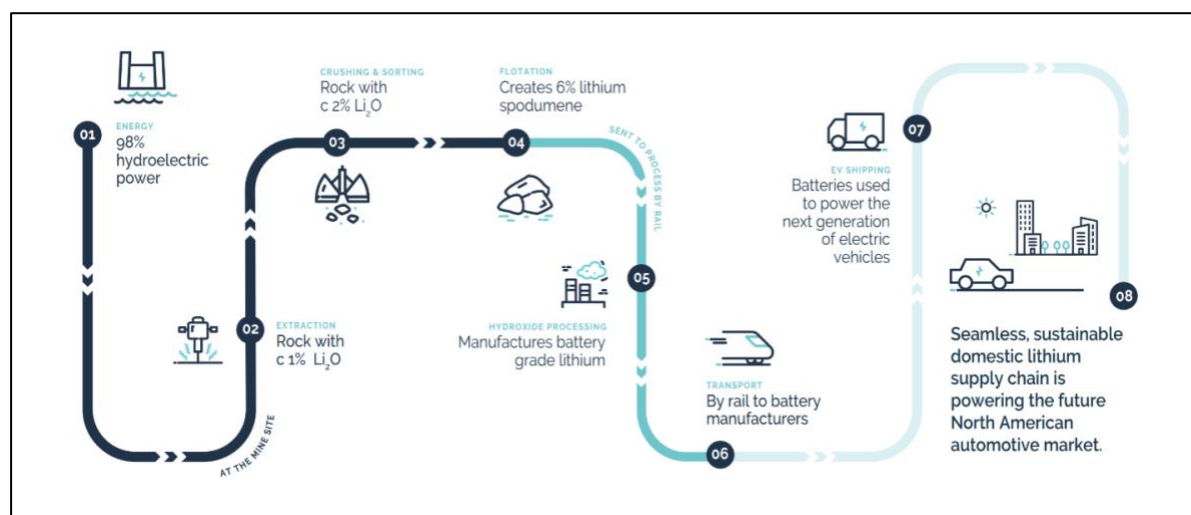 01
ENERGY
98%
hydroelectric
power
AT THE MINE SITE
02
EXTRACTION
Rock with
c 1% Li₂O
03
CRUSHING & SORTING
Rock with
c 2% Li₂O
04
FLOTATION
Creates 6% lithium
spodumene
SENT TO PROCESS BY RAIL
05
HYDROXIDE PROCESSING
Manufactures battery
grade lithium
06
TRANSPORT
By rail to battery
manufacturers
07
EV SHIPPING
Batteries used
to power the
next generation
of electric
vehicles
08
Seamless, sustainable
domestic lithium
supply chain is
powering the future
North American
automotive market.